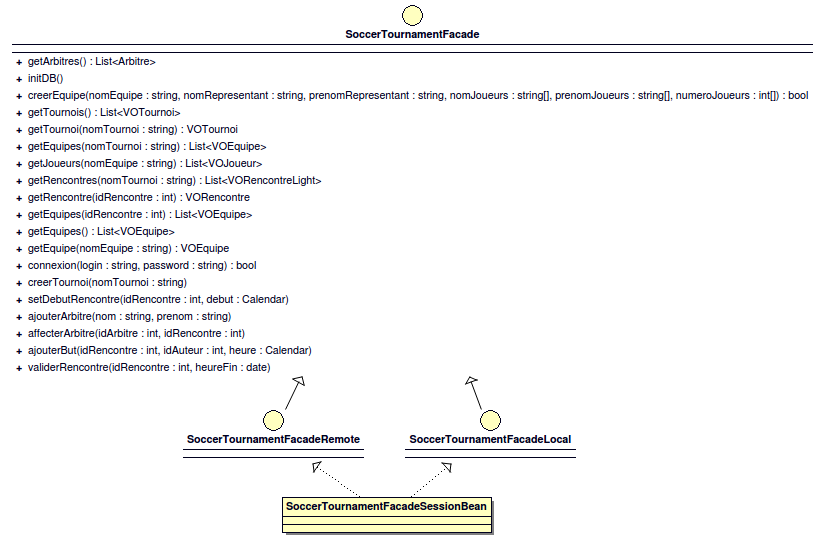 SoccerTournamentFacade
+ getArbitres() : List<Arbitre>
+ initDB()
+ creerEquipe(nomEquipe : string, nomRepresentant : string, prenomRepresentant : string, nomJoueurs : string[], prenomJoueurs : string[], numeroJoueurs : int[]) : bool
+ getTournois() : List<VOTournoi>
+ getTournoi(nomTournoi : string) : VOTournoi
+ getEquipes(nomTournoi : string) : List<VOEquipe>
+ getJoueurs(nomEquipe : string) : List<VOJoueur>
+ getRencontres(nomTournoi : string) : List<VORencontreLight>
+ getRencontre(idRencontre : int) : VORencontre
+ getEquipes(idRencontre : int) : List<VOEquipe>
+ getEquipes() : List<VOEquipe>
+ getEquipe(nomEquipe : string) : VOEquipe
+ connexion(login : string, password : string) : bool
+ creerTournoi(nomTournoi : string)
+ setDebutRencontre(idRencontre : int, debut : Calendar)
+ ajouterArbitre(nom : string, prenom : string)
+ affecterArbitre(idArbitre : int, idRencontre : int)
+ ajouterBut(idRencontre : int, idAuteur : int, heure : Calendar)
+ validerRencontre(idRencontre : int, heureFin : date)
SoccerTournamentFacadeRemote
SoccerTournamentFacadeLocal
SoccerTournamentFacadeSessionBean